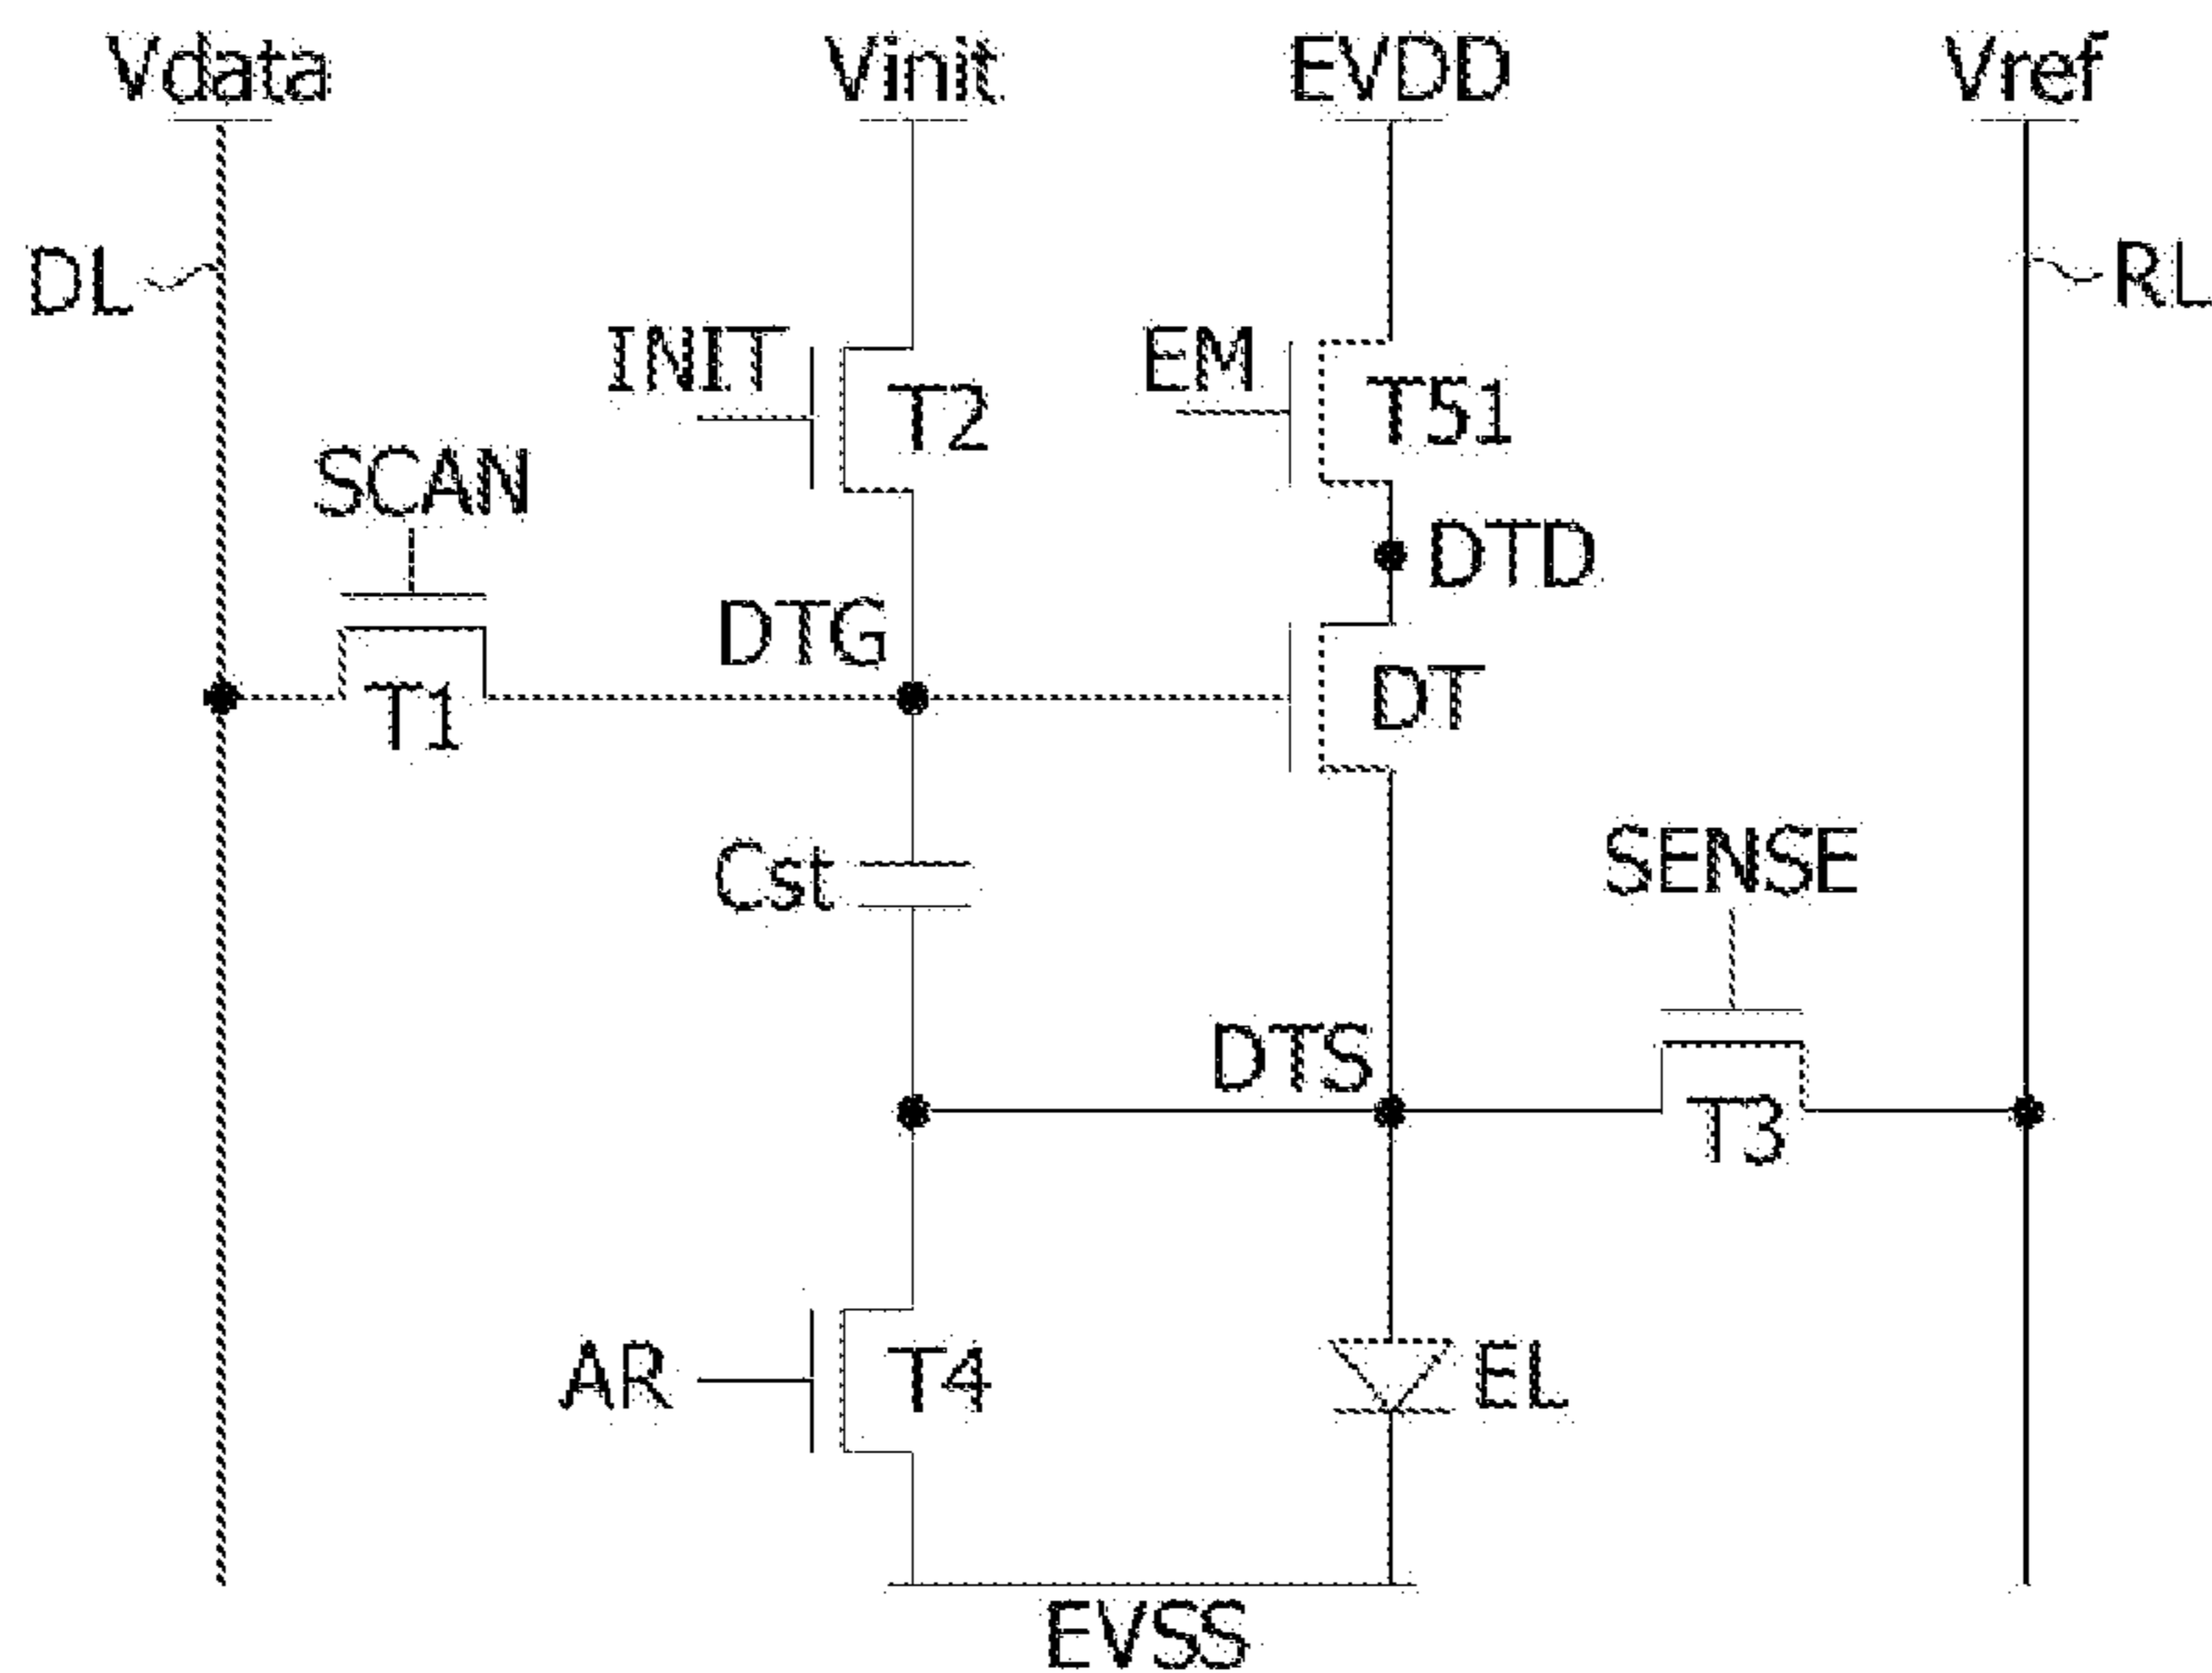 Vdata Vinit EVDD Vref
DL RL
INIT EM
T2 T51
SCAN
DTD
DTG
T1 DT
Cst SENSE
DTS
T3
AR T4 EL
EVSS